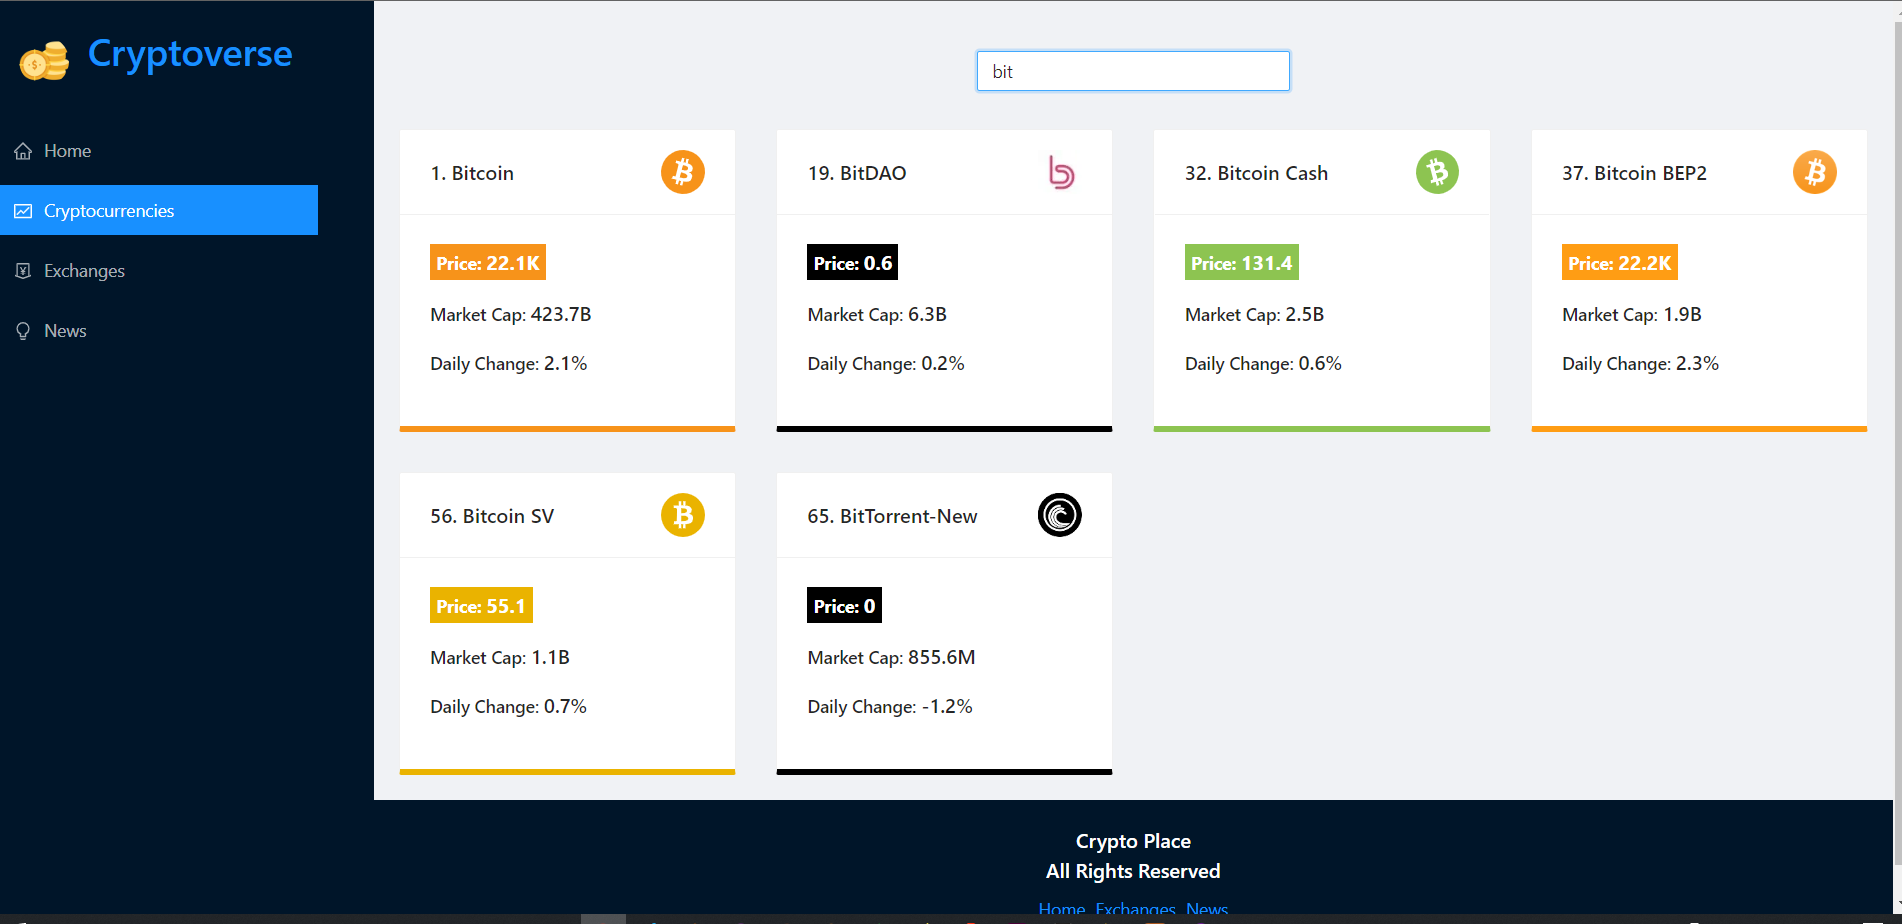 Cryptoverse
Home
Cryptocurrencies
Exchanges
News
bit
1. Bitcoin
Price: 22.1K
Market Cap: 423.7B
Daily Change: 2.1%
19. BitDAO
Price: 0.6
Market Cap: 6.3B
Daily Change: 0.2%
32. Bitcoin Cash
Price: 131.4
Market Cap: 2.5B
Daily Change: 0.6%
37. Bitcoin BEP2
Price: 22.2K
Market Cap: 1.9B
Daily Change: 2.3%
56. Bitcoin SV
Price: 55.1
Market Cap: 1.1B
Daily Change: 0.7%
65. BitTorrent-New
Price: 0
Market Cap: 855.6M
Daily Change: -1.2%
Crypto Place
All Rights Reserved
Home Exchanges News